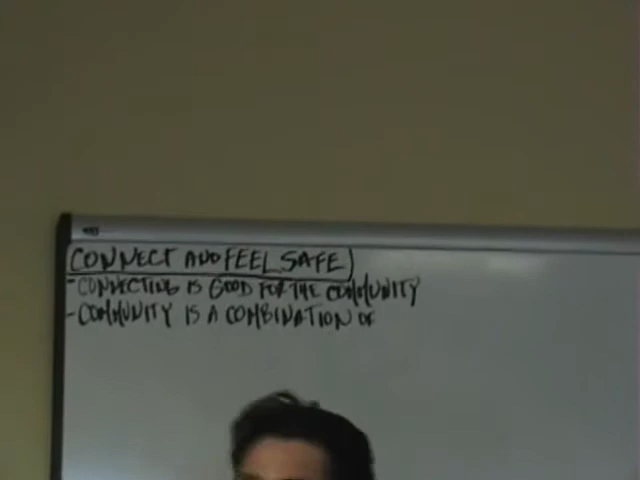 CONNECT AND FEEL SAFE
- CONNECTING IS GOOD FOR THE COMMUNITY
- COMMUNITY IS A COMBINATION OF